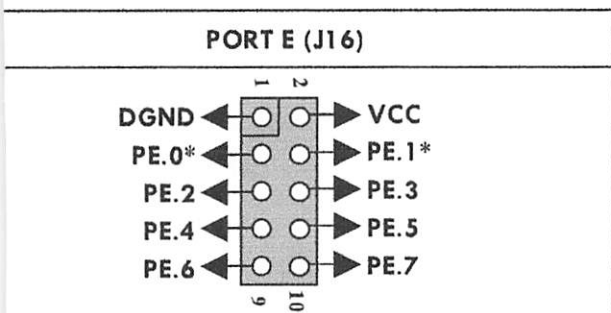 PORT E (J16)
1 2
DGND VCC
PE.0* PE.1*
PE.2 PE.3
PE.4 PE.5
PE.6 PE.7
9 10